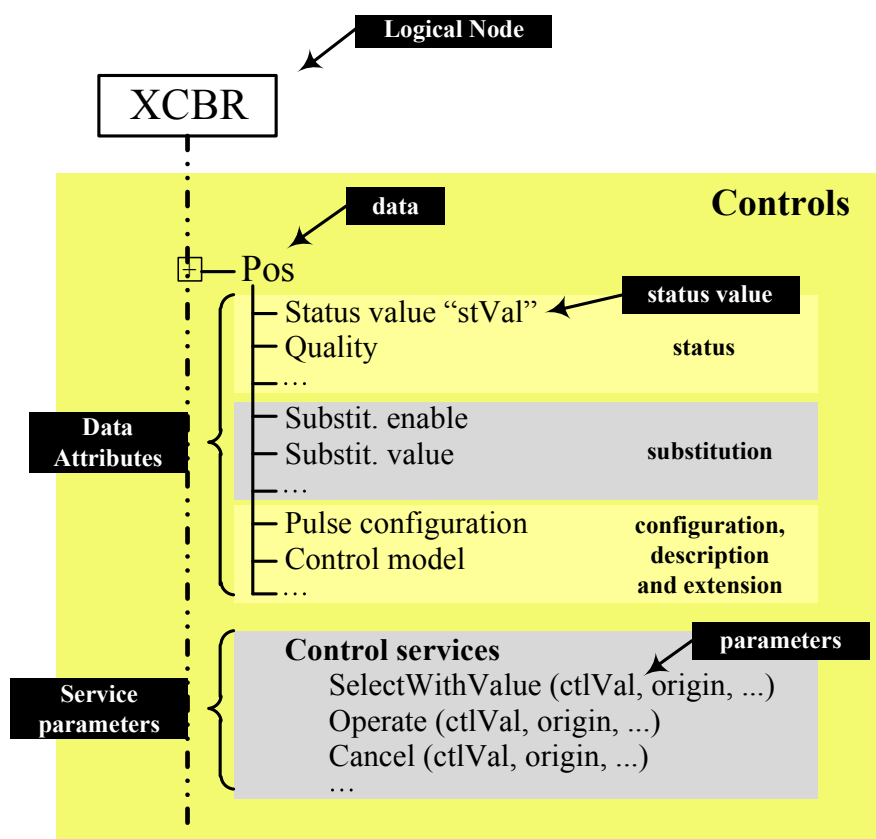 Logical Node
XCBR
Controls
data
Pos
status value
Status value “stVal”
Quality
status
...
Data
Attributes
Substit. enable
Substit. value
substitution
...
Pulse configuration
Control model
...
configuration,
description
and extension
Control services
parameters
SelectWithValue (ctlVal, origin, ...)
Service
parameters
Operate (ctlVal, origin, ...)
Cancel (ctlVal, origin, ...)
...